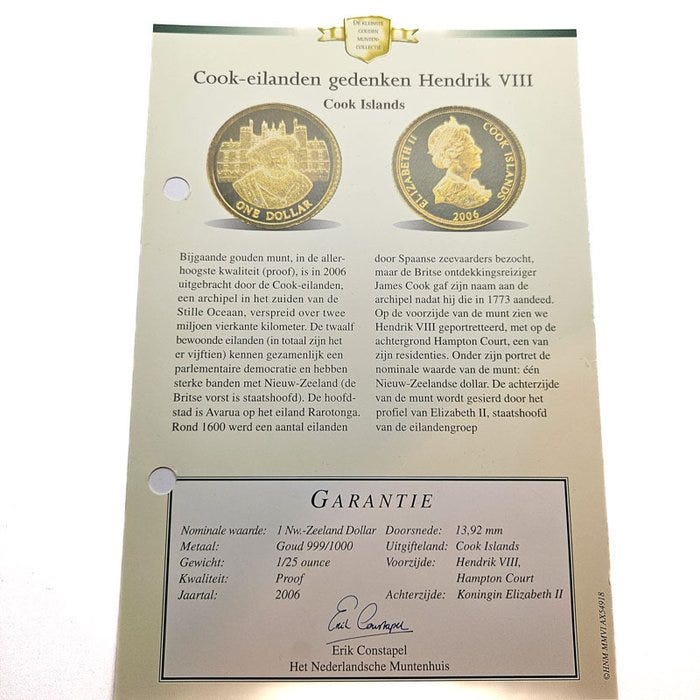 DE KLEINSTE
GOUDEN
MUNTEN-
COLLECTIE
Cook-eilanden gedenken Hendrik VIII
Cook Islands
ONE DOLLAR
ELIZABETH II
COOK ISLANDS
2006
Bijgaande gouden munt, in de aller-
hoogste kwaliteit (proof), is in 2006
uitgebracht door de Cook-eilanden,
een archipel in het zuiden van de
Stille Oceaan, verspreid over twee
miljoen vierkante kilometer. De twaalf
bewoonde eilanden (in totaal zijn het
er vijftien) kennen gezamenlijk een
parlementaire democratie en hebben
sterke banden met Nieuw-Zeeland (de
Britse vorst is staatshoofd). De hoofd-
stad is Avarua op het eiland Rarotonga.
Rond 1600 werd een aantal eilanden
door Spaanse zeevaarders bezocht,
maar de Britse ontdekkingsreiziger
James Cook gaf zijn naam aan de
archipel nadat hij die in 1773 aandeed.
Op de voorzijde van de munt zien we
Hendrik VIII geportretteerd, met op de
achtergrond Hampton Court, een van
zijn residenties. Onder zijn portret de
nominale waarde van de munt: één
Nieuw-Zeelandse dollar. De achterzijde
van de munt wordt gesierd door het
profiel van Elizabeth II, staatshoofd
van de eilandengroep
GARANTIE
Nominale waarde: 1 Nw.-Zeeland Dollar
Metaal: Goud 999/1000
Gewicht: 1/25 ounce
Kwaliteit: Proof
Jaartal: 2006
Doorsnede: 13,92 mm
Uitgifteland: Cook Islands
Voorzijde: Hendrik VIII,
Hampton Court
Achterzijde: Koningin Elizabeth II
Erik Constapel
Erik Constapel
Het Nederlandsche Muntenhuis
©HNM MMVI AX54918